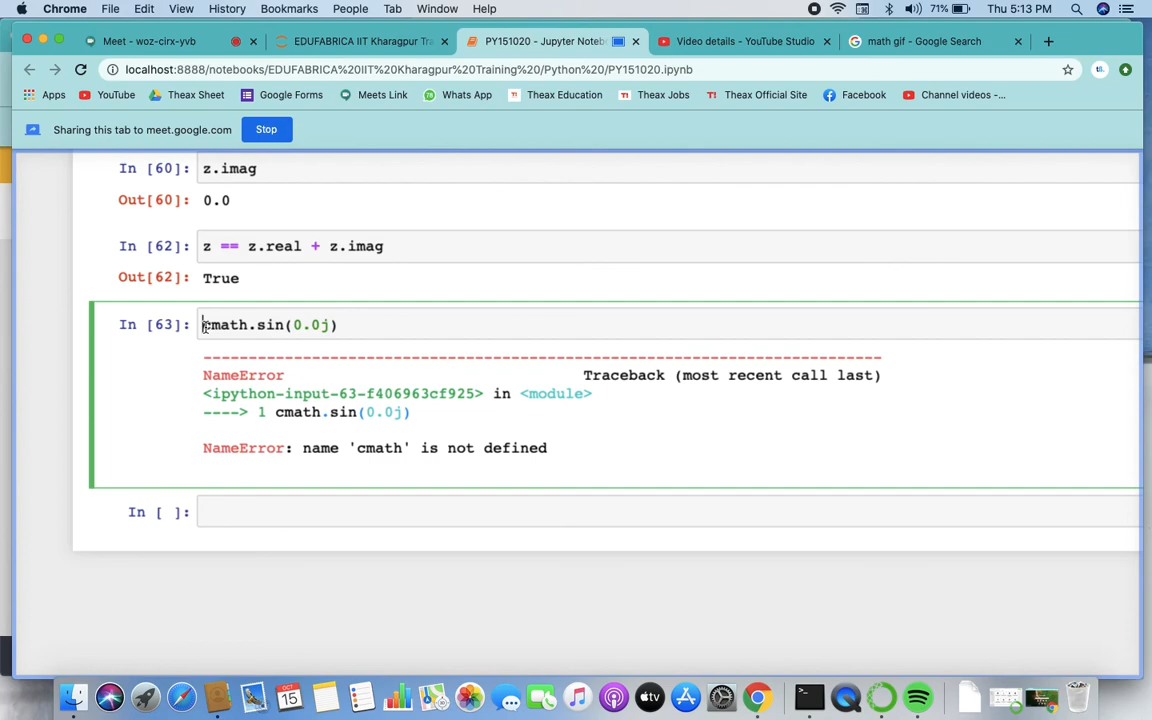 Chrome File Edit View History Bookmarks People Tab Window Help 71% Thu 5:13 PM
Meet - woz-cirx-yvb
EDUFABRICA IIT Kharagpur Tra
PY151020 - Jupyter Noteb
Video details - YouTube Studio
math gif - Google Search
localhost:8888/notebooks/EDUFABRICA%20IIT%20Kharagpur%20Training/Python%20/PY151020.ipynb
Apps YouTube Theax Sheet Google Forms Meets Link Whats App Theax Education Theax Jobs Theax Official Site Facebook Channel videos -...
Sharing this tab to meet.google.com Stop
In [60]: z.imag
Out[60]: 0.0
In [62]: z == z.real + z.imag
Out[62]: True
In [63]: cmath.sin(0.0j)
---------------------------------------------------------------------------
NameError Traceback (most recent call last)
<ipython-input-63-f406963cf925> in <module>
----> 1 cmath.sin(0.0j)
NameError: name 'cmath' is not defined
In [ ]:
OCT
15
tv